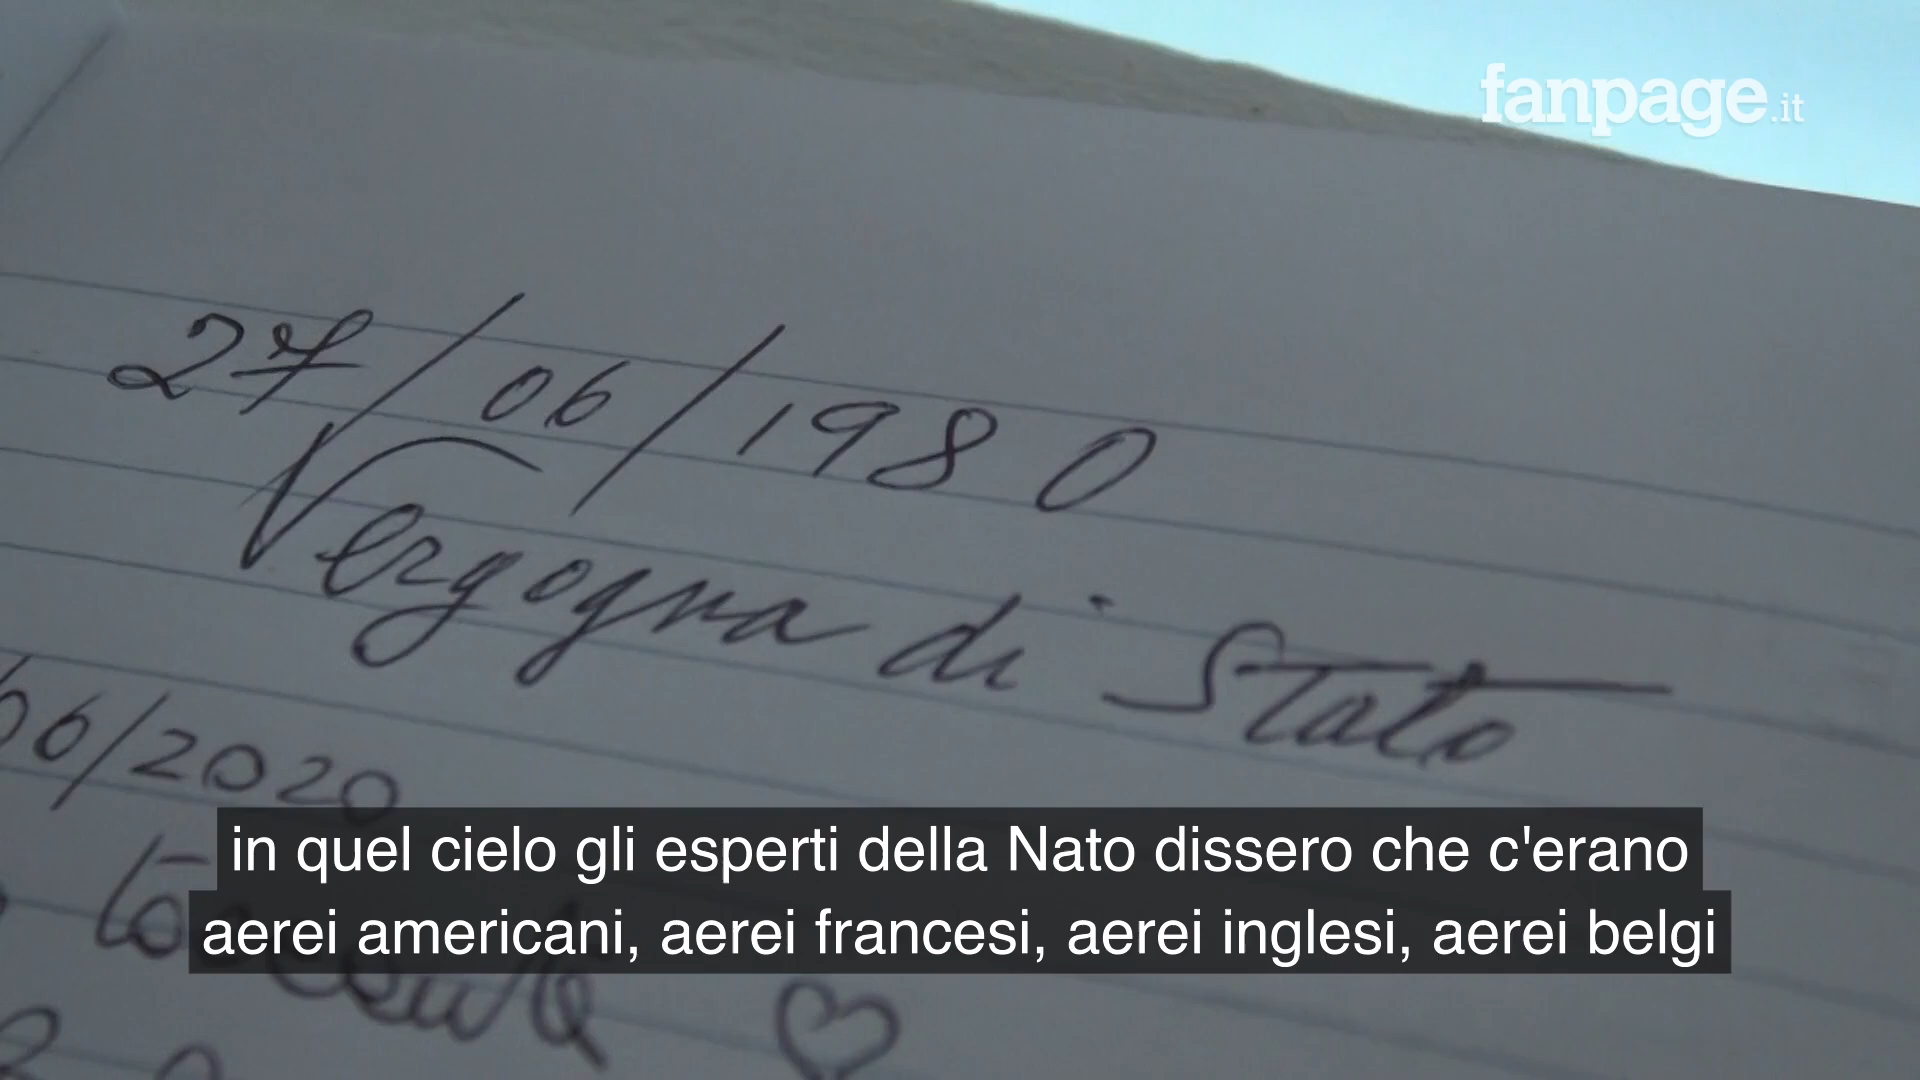 fanpage.it
27/06/1980
Vergogna di Stato
06/2020
in quel cielo gli esperti della Nato dissero che c'erano
aerei americani, aerei francesi, aerei inglesi, aerei belgi